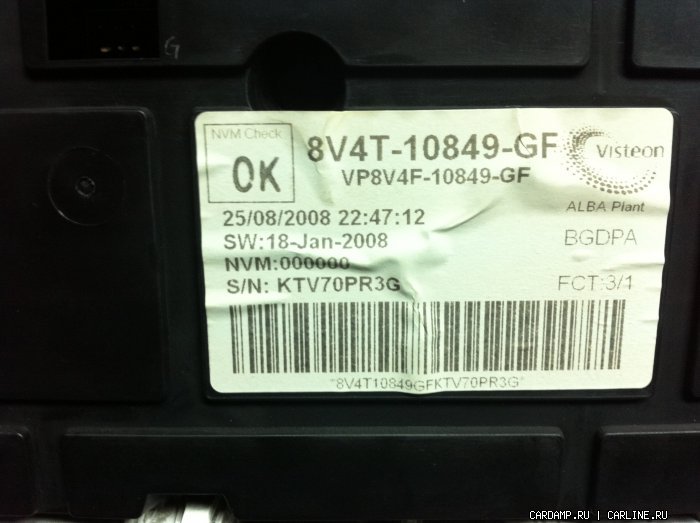 G
NVM Check
OK
8V4T-10849-GF
VP8V4F-10849-GF
Visteon
ALBA Plant
25/08/2008 22:47:12
SW:18-Jan-2008
BGDPA
NVM:000000
S/N: KTV70PR3G
FCT:3/1
*8V4T10849GFKTV70PR3G*
CARDAMP.RU | CARLINE.RU